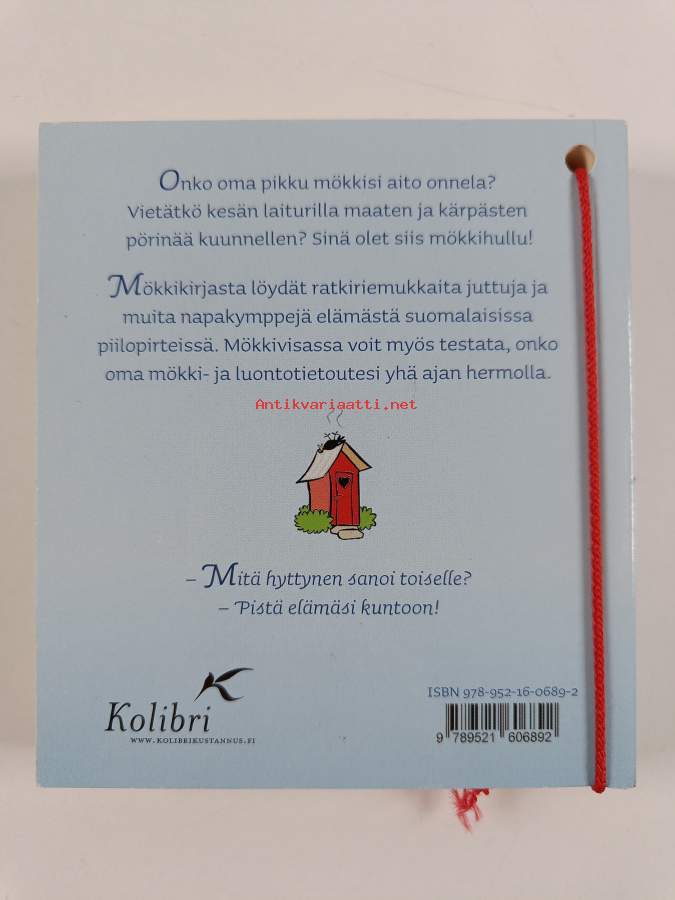 Onko oma pikku mökkisi aito onnela?
Vietätkö kesän laiturilla maaten ja kärpästen
pörinää kuunnellen? Sinä olet siis mökkihullu!
Mökkikirjasta löydät ratkiriemukkaita juttuja ja
muita napakymppejä elämästä suomalaisissa
piilopirteissä. Mökkivisassa voit myös testata, onko
oma mökki- ja luontotietoutesi yhä ajan hermolla.
Antikvariaatti.net
– Mitä hyttynen sanoi toiselle?
– Pistä elämäsi kuntoon!
Kolibri
WWW.KOLIBRIKUSTANNUS.FI
ISBN 978-952-16-0689-2
9 789521 606892